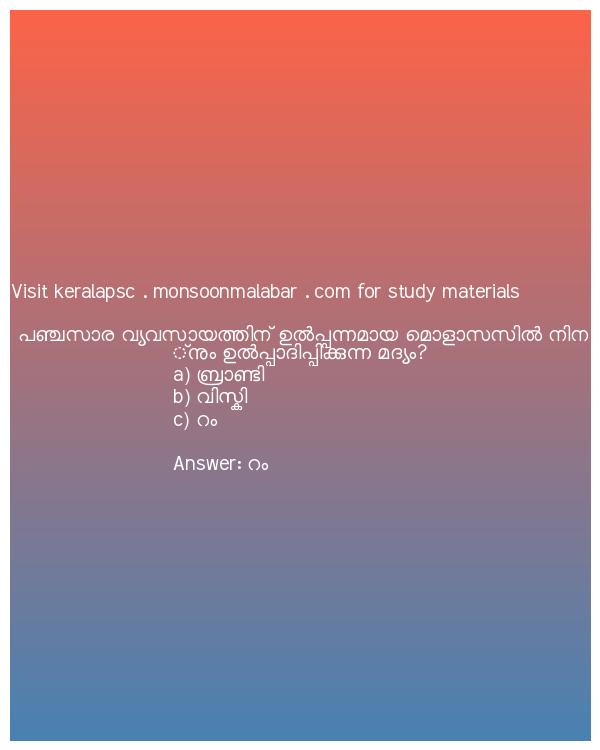 Visit keralapsc . monsoonmalabar . com for study materials
പഞ്ചസാര വ്യവസായത്തിന് ഉൽപ്പന്നമായ മൊളാസസിൽ നിന
്നും ഉൽപ്പാദിപ്പിക്കുന്ന മദ്യം?
a) ബ്രാണ്ടി
b) വിസ്കി
c) റം
Answer: റം